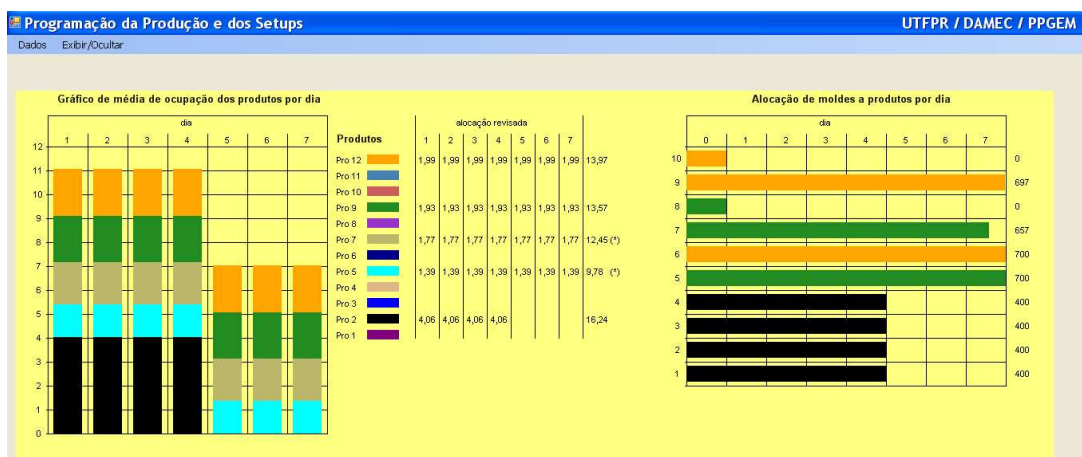 Programação da Produção e dos Setups UTFPR / DAMEC / PPGEM
Dados Exibir/Ocultar
Gráfico de média de ocupação dos produtos por dia
dia
1 2 3 4 5 6 7
12
11
10
9
8
7
6
5
4
3
2
1
0
Produtos
alocação revisada
1 2 3 4 5 6 7
Pro 12 1,99 1,99 1,99 1,99 1,99 1,99 1,99 13,97
Pro 11
Pro 10
Pro 9 1,93 1,93 1,93 1,93 1,93 1,93 1,93 13,57
Pro 8
Pro 7 1,77 1,77 1,77 1,77 1,77 1,77 1,77 12,45 (*)
Pro 6
Pro 5 1,39 1,39 1,39 1,39 1,39 1,39 1,39 9,78 (*)
Pro 4
Pro 3
Pro 2 4,06 4,06 4,06 4,06 16,24
Pro 1
Alocação de moldes a produtos por dia
dia
0 1 2 3 4 5 6 7
10 0
9 697
8 0
7 657
6 700
5 700
4 400
3 400
2 400
1 400